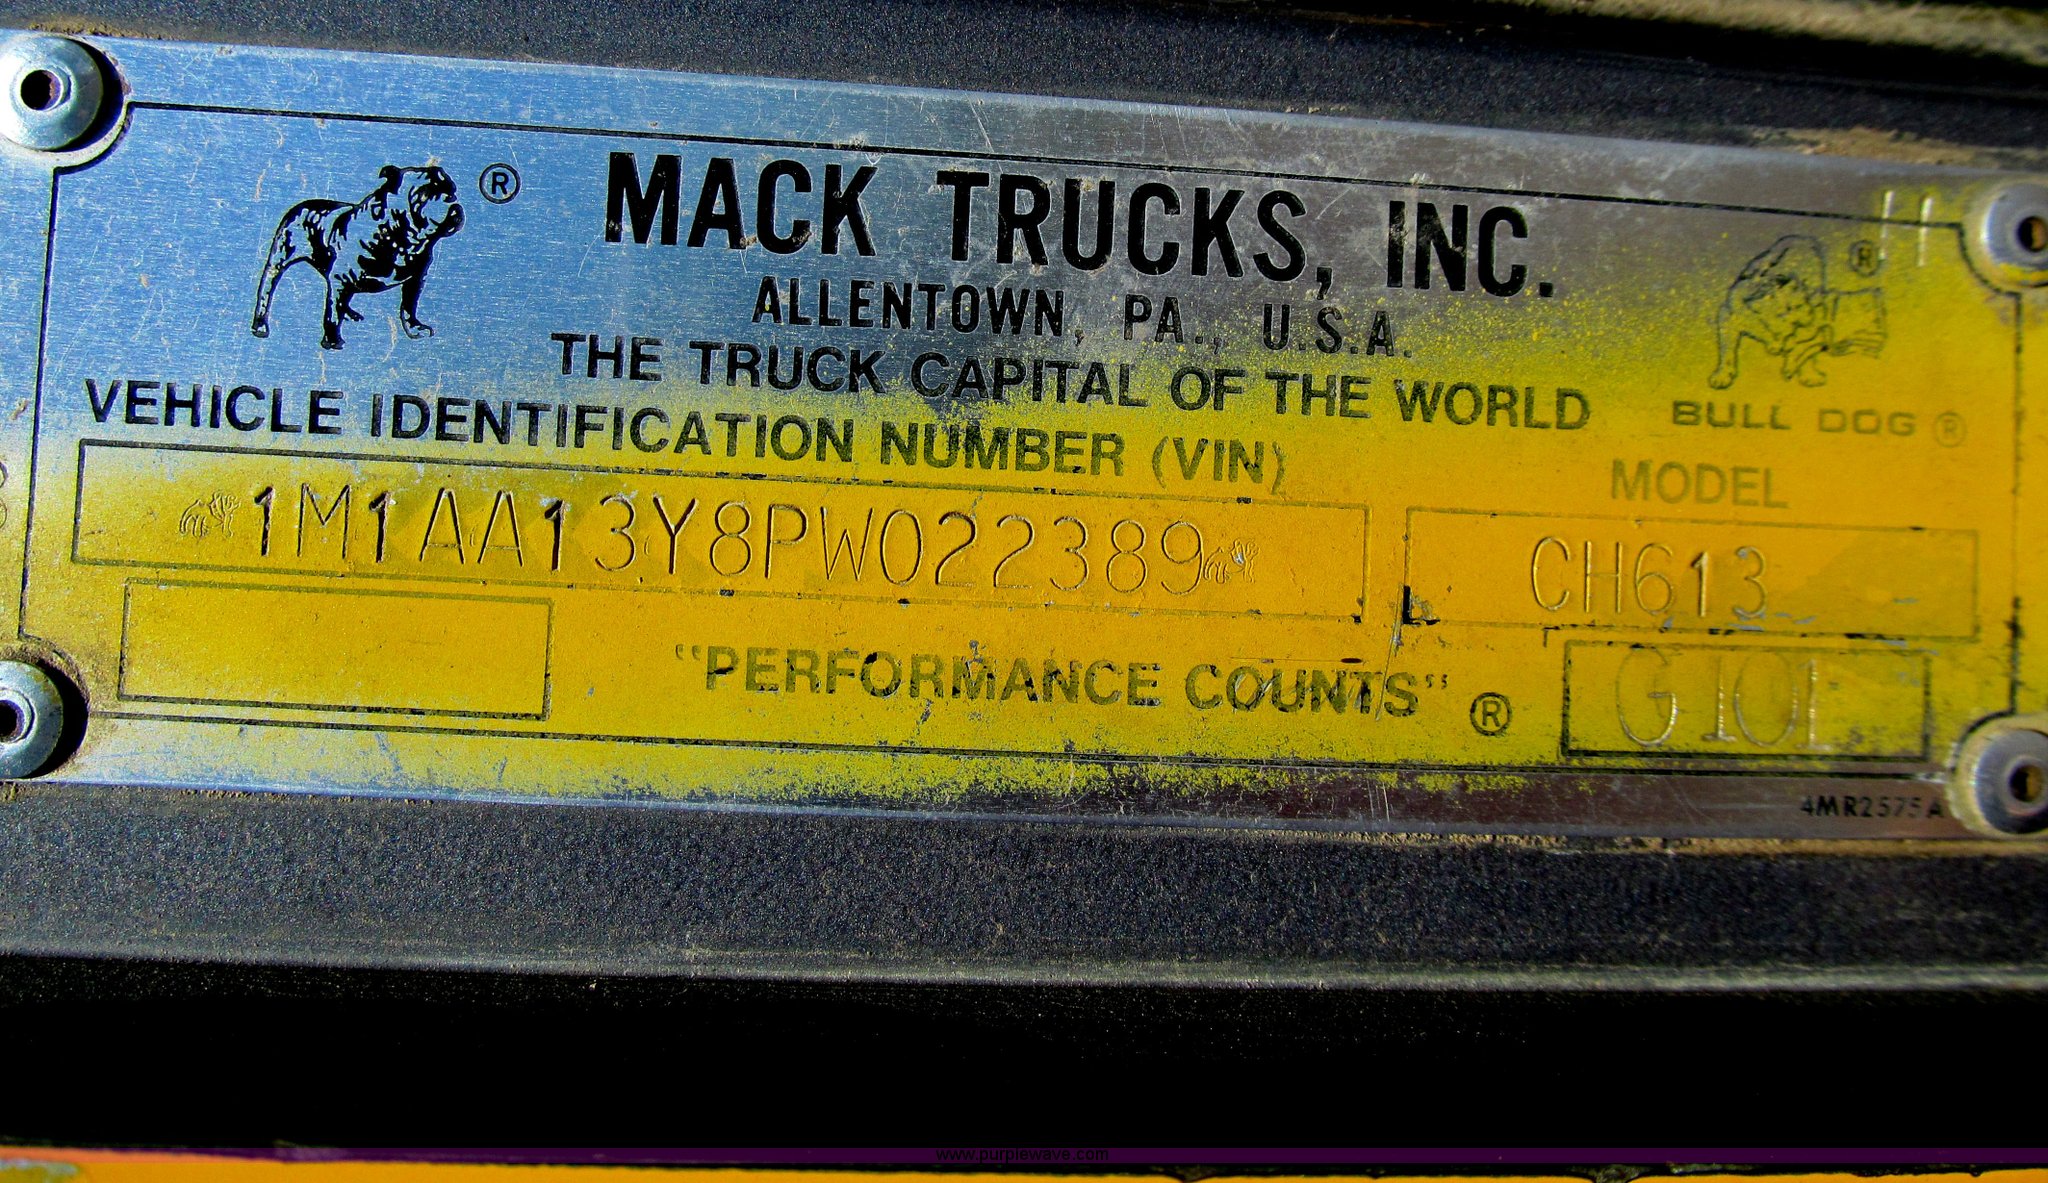 ®
MACK TRUCKS, INC.
ALLENTOWN, PA., U.S.A.
THE TRUCK CAPITAL OF THE WORLD
®
BULL DOG ®
VEHICLE IDENTIFICATION NUMBER (VIN)
MODEL
1M1AA13Y8PW022389
CH613
"PERFORMANCE COUNTS" ®
G101
4MR2575A
www.purplewave.com